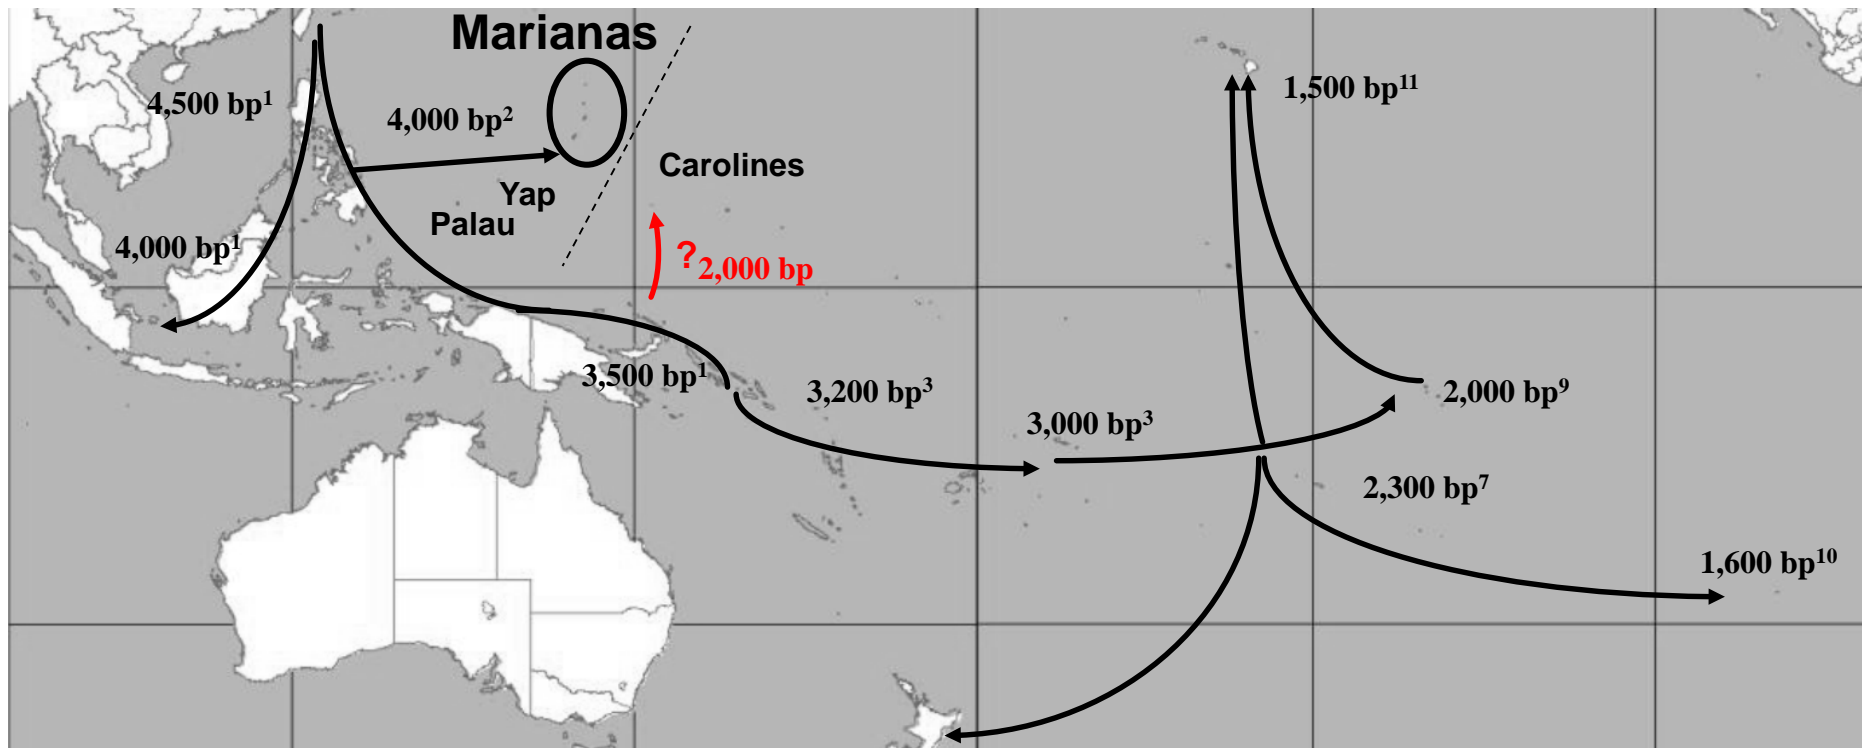 Marianas
4,500 bp¹
4,000 bp²
1,500 bp¹¹
Carolines
Yap
Palau
4,000 bp¹
?
2,000 bp
3,500 bp¹
3,200 bp³
2,000 bp⁹
3,000 bp³
2,300 bp⁷
1,600 bp¹⁰